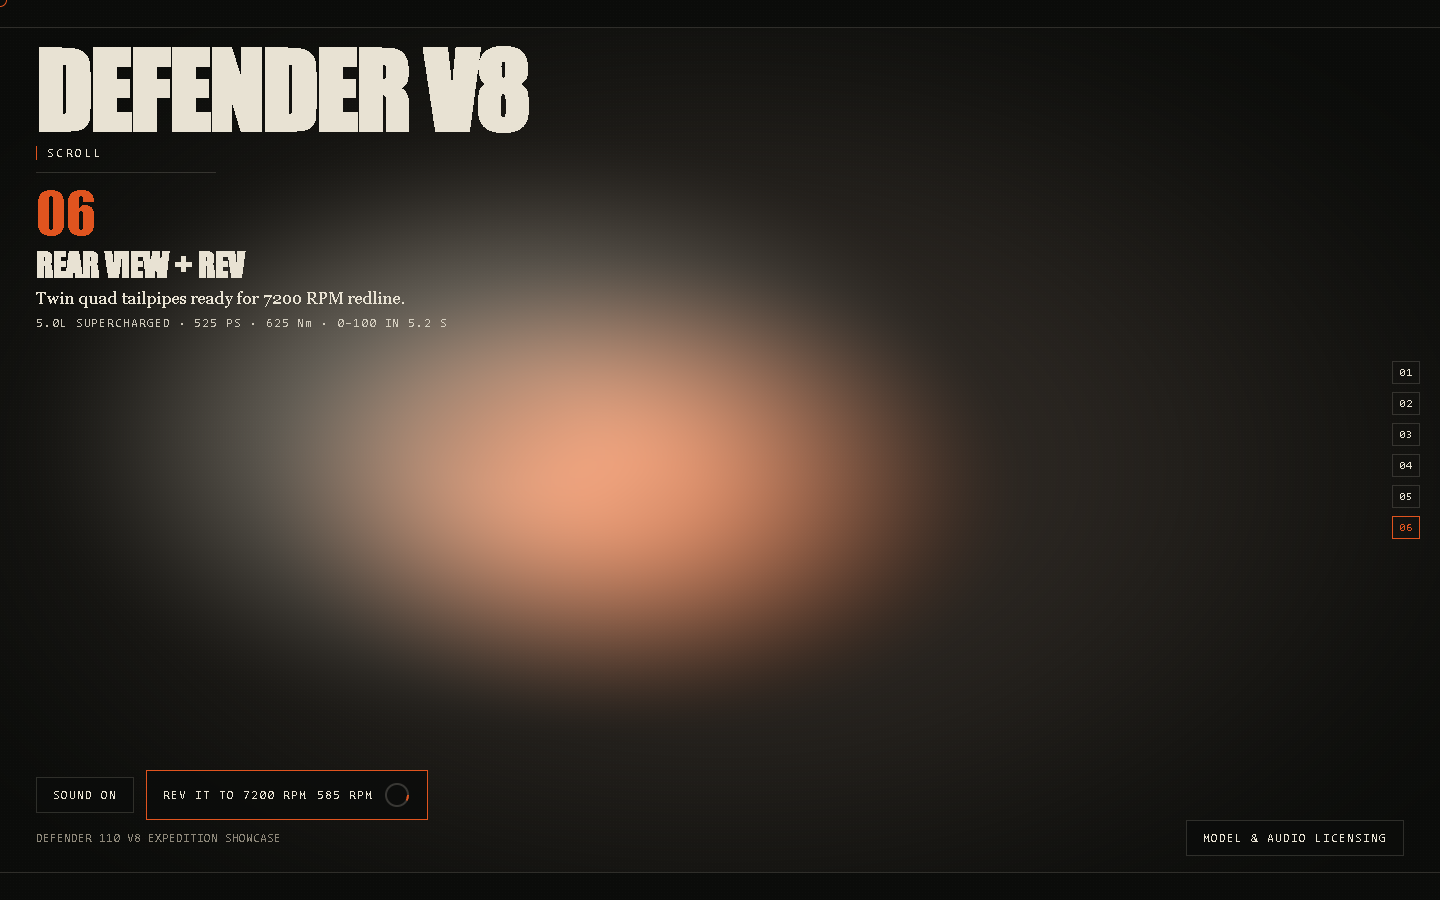 DEFENDER V8
SCROLL
06
REAR VIEW + REV
Twin quad tailpipes ready for 7200 RPM redline.
5.0L SUPERCHARGED · 525 PS · 625 Nm · 0–100 IN 5.2 S
01
02
03
04
05
06
SOUND ON
REV IT TO 7200 RPM 585 RPM
DEFENDER 110 V8 EXPEDITION SHOWCASE
MODEL & AUDIO LICENSING